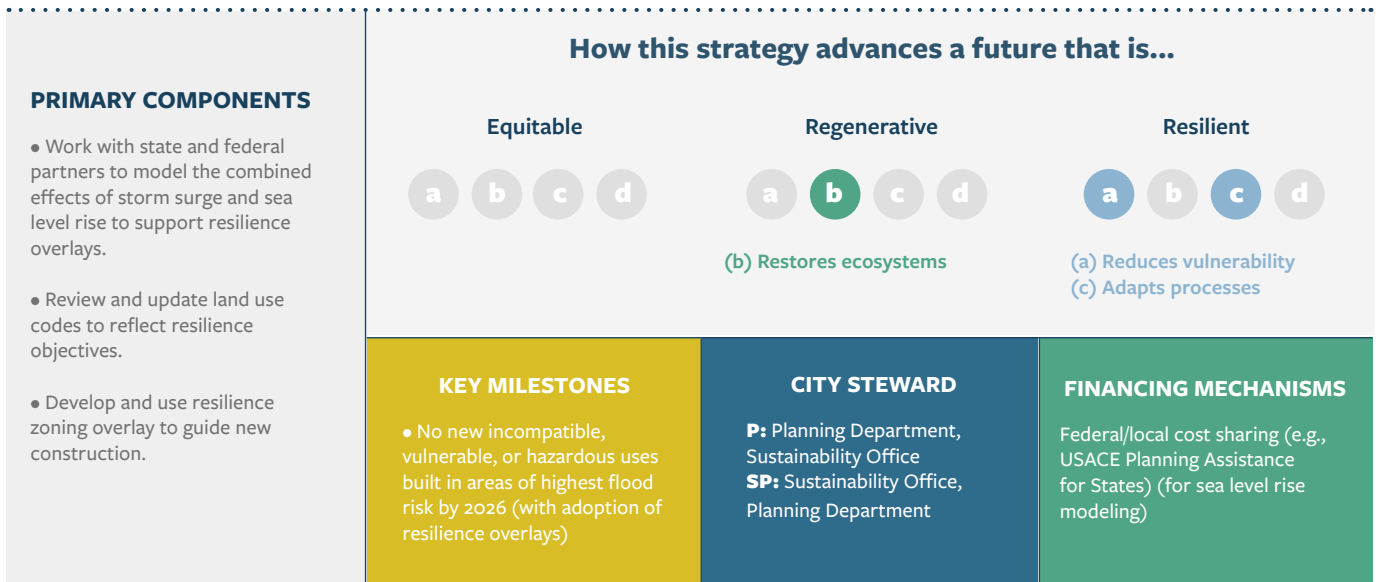 PRIMARY COMPONENTS
• Work with state and federal
partners to model the combined
effects of storm surge and sea
level rise to support resilience
overlays.
• Review and update land use
codes to reflect resilience
objectives.
• Develop and use resilience
zoning overlay to guide new
construction.
How this strategy advances a future that is...
Equitable
a b c d
Regenerative
a b c d
(b) Restores ecosystems
Resilient
a b c d
(a) Reduces vulnerability
(c) Adapts processes
KEY MILESTONES
• No new incompatible,
vulnerable, or hazardous uses
built in areas of highest flood
risk by 2026 (with adoption of
resilience overlays)
CITY STEWARD
P: Planning Department,
Sustainability Office
SP: Sustainability Office,
Planning Department
FINANCING MECHANISMS
Federal/local cost sharing (e.g.,
USACE Planning Assistance
for States) (for sea level rise
modeling)